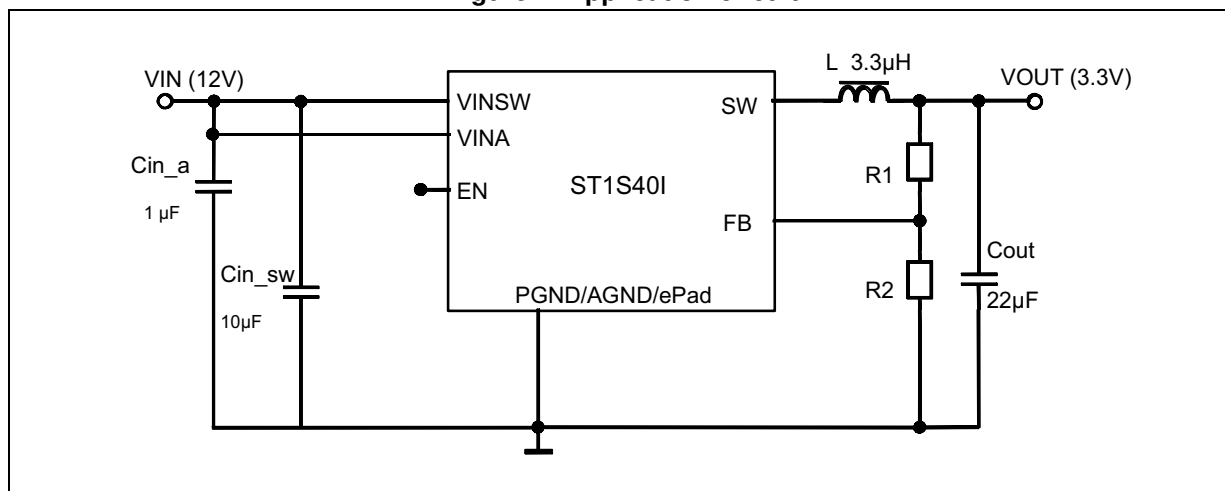 VIN (12V)
L 3.3µH
VOUT (3.3V)
VINSW
SW
VINA
Cin_a
R1
EN
ST1S40I
1 µF
FB
Cout
Cin_sw
R2
PGND/AGND/ePad
22µF
10µF